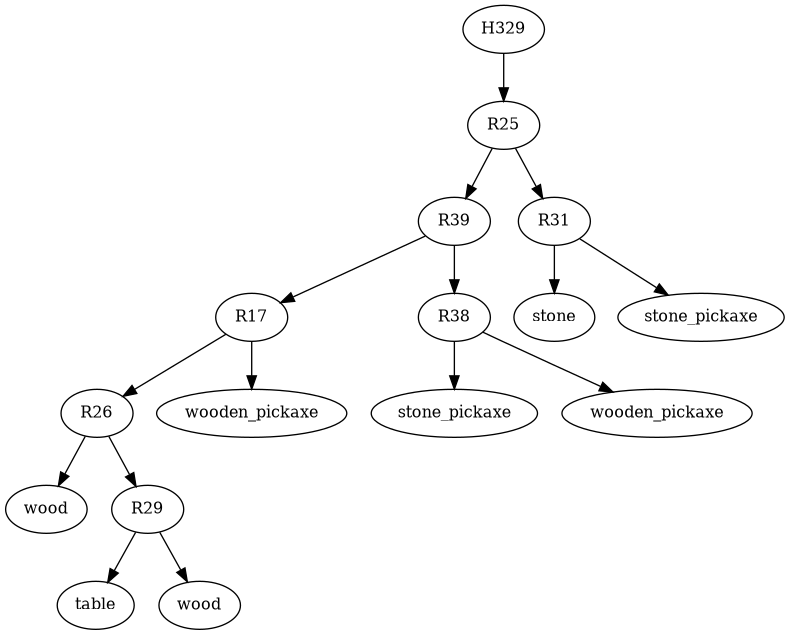 H329
R25
R39
R31
R17
R38
stone
stone_pickaxe
R26
wooden_pickaxe
stone_pickaxe
wooden_pickaxe
wood
R29
table
wood